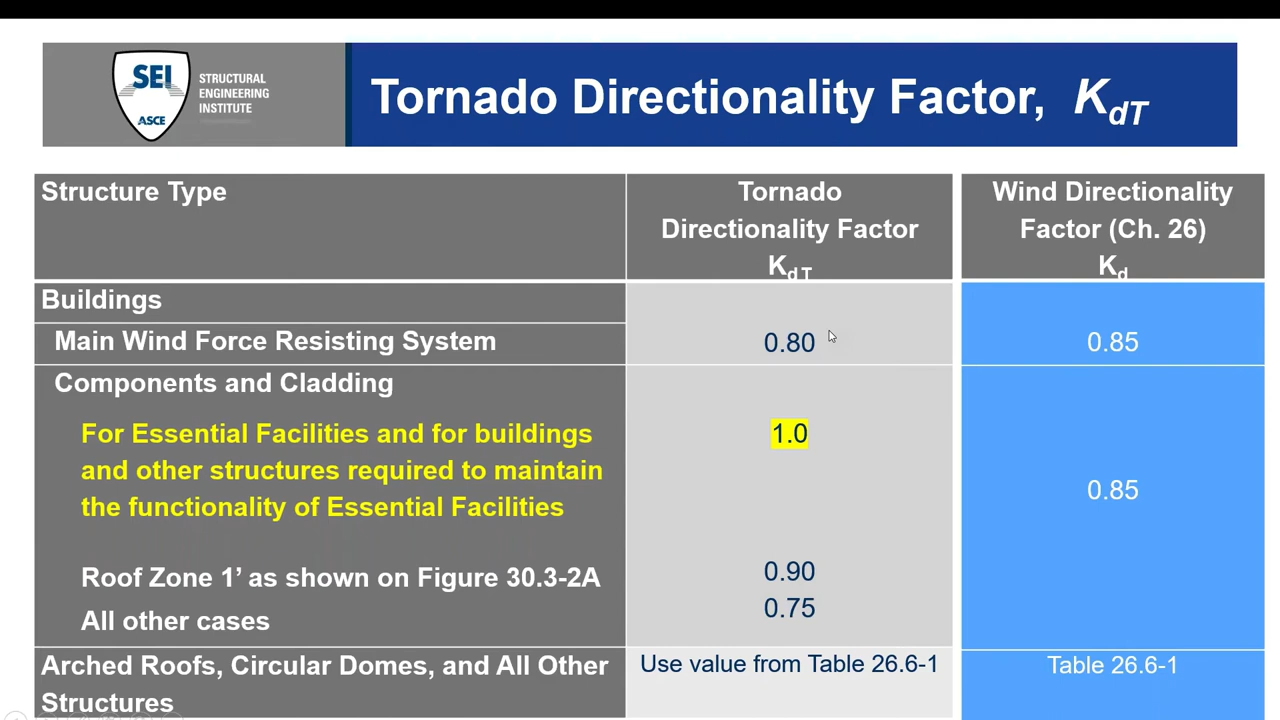 SEI
ASCE
STRUCTURAL
ENGINEERING
INSTITUTE
Tornado Directionality Factor, KdT
Structure Type
Tornado
Directionality Factor
KdT
Wind Directionality
Factor (Ch. 26)
Kd
Buildings
Main Wind Force Resisting System
0.80
0.85
Components and Cladding
For Essential Facilities and for buildings
and other structures required to maintain
the functionality of Essential Facilities
1.0
0.85
Roof Zone 1’ as shown on Figure 30.3-2A
0.90
All other cases
0.75
Arched Roofs, Circular Domes, and All Other
Structures
Use value from Table 26.6-1
Table 26.6-1